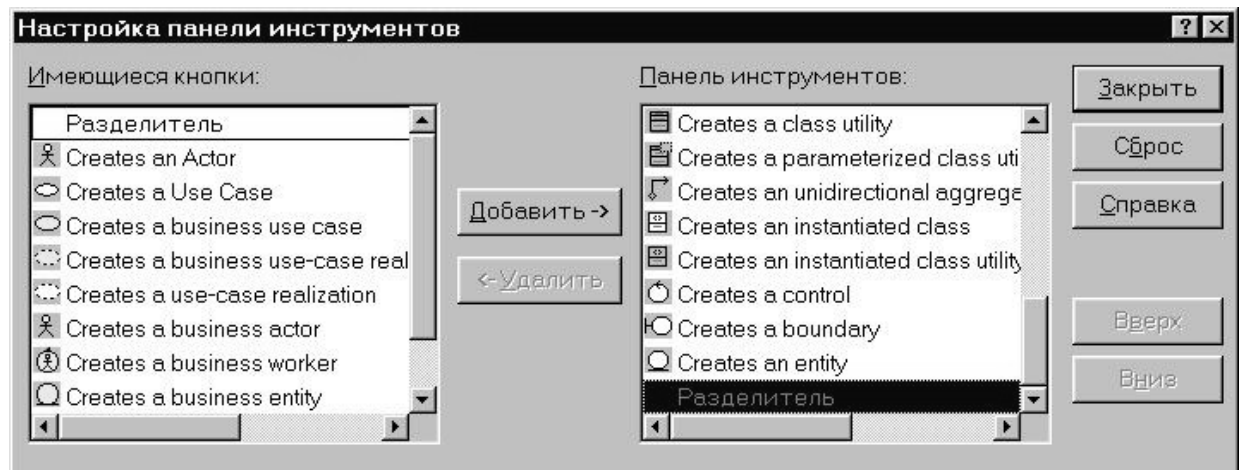 Настройка панели инструментов
Имеющиеся кнопки:
Разделитель
Creates an Actor
Creates a Use Case
Creates a business use case
Creates a business use-case real
Creates a use-case realization
Creates a business actor
Creates a business worker
Creates a business entity
Добавить ->
<- Удалить
Панель инструментов:
Creates a class utility
Creates a parameterized class uti
Creates an unidirectional aggrega
Creates an instantiated class
Creates an instantiated class utility
Creates a control
Creates a boundary
Creates an entity
Разделитель
Закрыть
Сброс
Справка
Вверх
Вниз